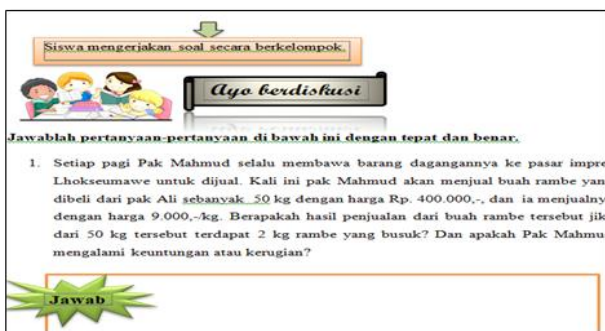 Siswa mengerjakan soal secara berkelompok.
Ayo berdiskusi
Jawablah pertanyaan-pertanyaan di bawah ini dengan tepat dan benar.
1. Setiap pagi Pak Mahmud selalu membawa barang dagangannya ke pasar impre
Lhokseumawe untuk dijual. Kali ini pak Mahmud akan menjual buah rambe yan
dibeli dari pak Ali sebanyak 50 kg dengan harga Rp. 400.000,-, dan ia menjualny
dengan harga 9.000,-/kg. Berapakah hasil penjualan dari buah rambe tersebut jik
dari 50 kg tersebut terdapat 2 kg rambe yang busuk? Dan apakah Pak Mahmu
mengalami keuntungan atau kerugian?
Jawab